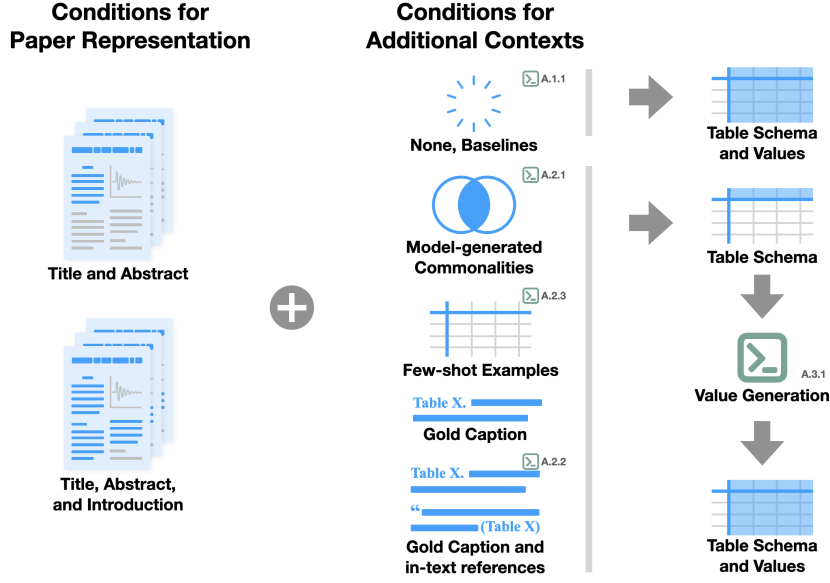 Conditions for
Paper Representation
Title and Abstract
Title, Abstract,
and Introduction
Conditions for
Additional Contexts
A.1.1
None, Baselines
A.2.1
Model-generated
Commonalities
A.2.3
Few-shot Examples
Table X.
Gold Caption
A.2.2
Table X.
“
(Table X)
Gold Caption and
in-text references
Table Schema
and Values
Table Schema
A.3.1
Value Generation
Table Schema
and Values